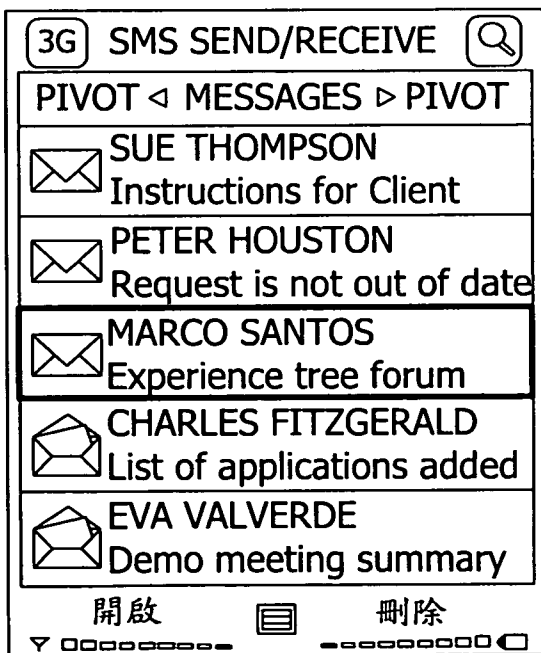 3G SMS SEND/RECEIVE
PIVOT ◁ MESSAGES ▷ PIVOT
SUE THOMPSON
Instructions for Client
PETER HOUSTON
Request is not out of date
MARCO SANTOS
Experience tree forum
CHARLES FITZGERALD
List of applications added
EVA VALVERDE
Demo meeting summary
開啟 刪除